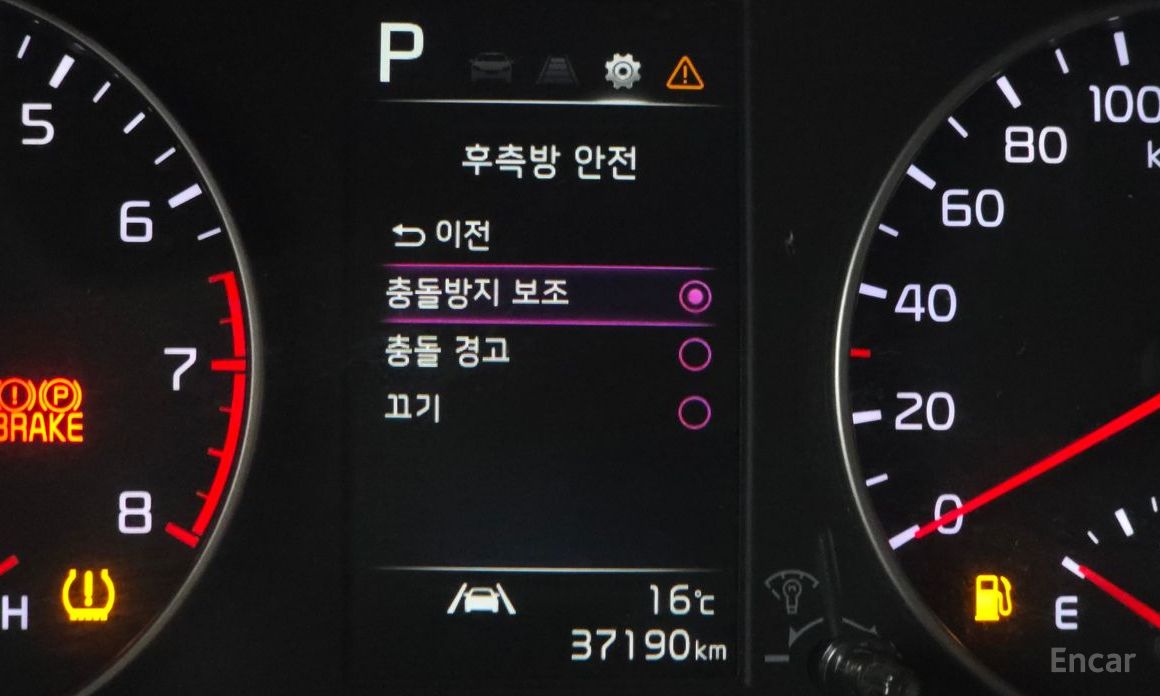 P
후측방 안전
이전
충돌방지 보조
충돌 경고
끄기
16℃
37190km
5
6
7
8
H
(!) (P)
BRAKE
100
80
60
40
20
0
E
Encar